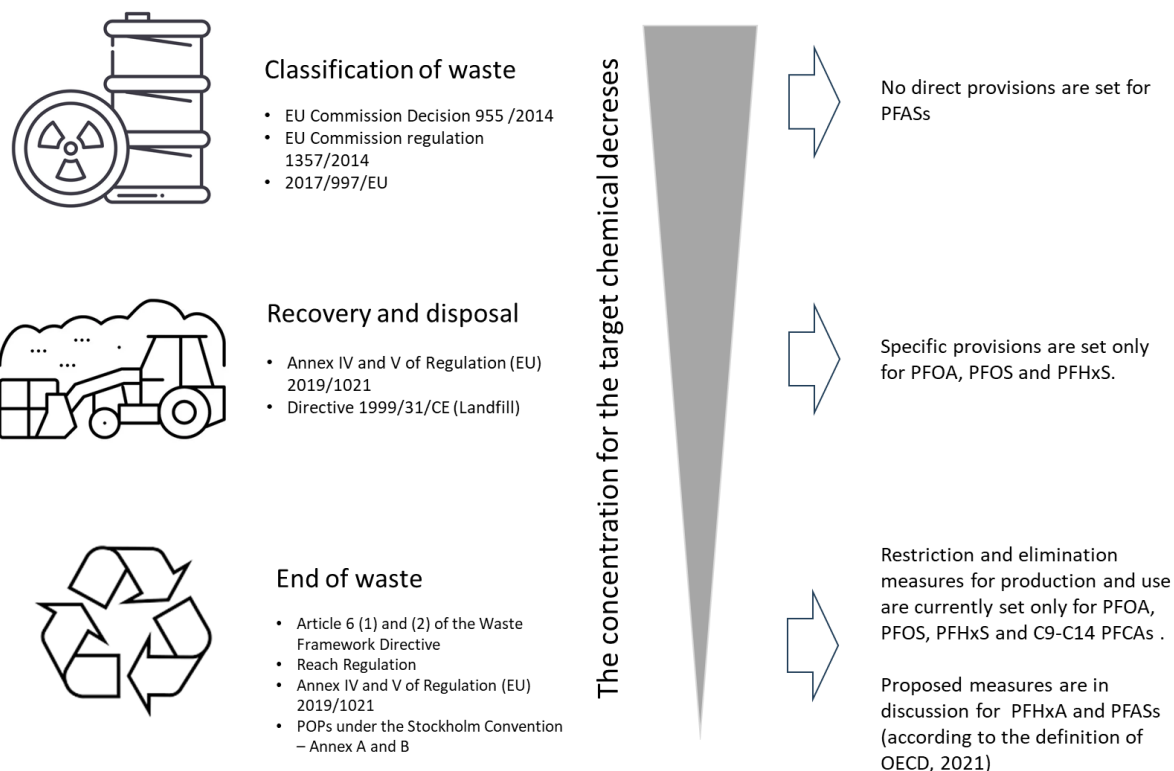 Classification of waste
• EU Commission Decision 955 /2014
• EU Commission regulation
1357/2014
• 2017/997/EU
No direct provisions are set for
PFASs
The concentration for the target chemical decreses
Recovery and disposal
• Annex IV and V of Regulation (EU)
2019/1021
• Directive 1999/31/CE (Landfill)
Specific provisions are set only
for PFOA, PFOS and PFHxS.
End of waste
• Article 6 (1) and (2) of the Waste
Framework Directive
• Reach Regulation
• Annex IV and V of Regulation (EU)
2019/1021
• POPs under the Stockholm Convention
– Annex A and B
Restriction and elimination
measures for production and use
are currently set only for PFOA,
PFOS, PFHxS and C9-C14 PFCAs .
Proposed measures are in
discussion for  PFHxA and PFASs
(according to the definition of
OECD, 2021)